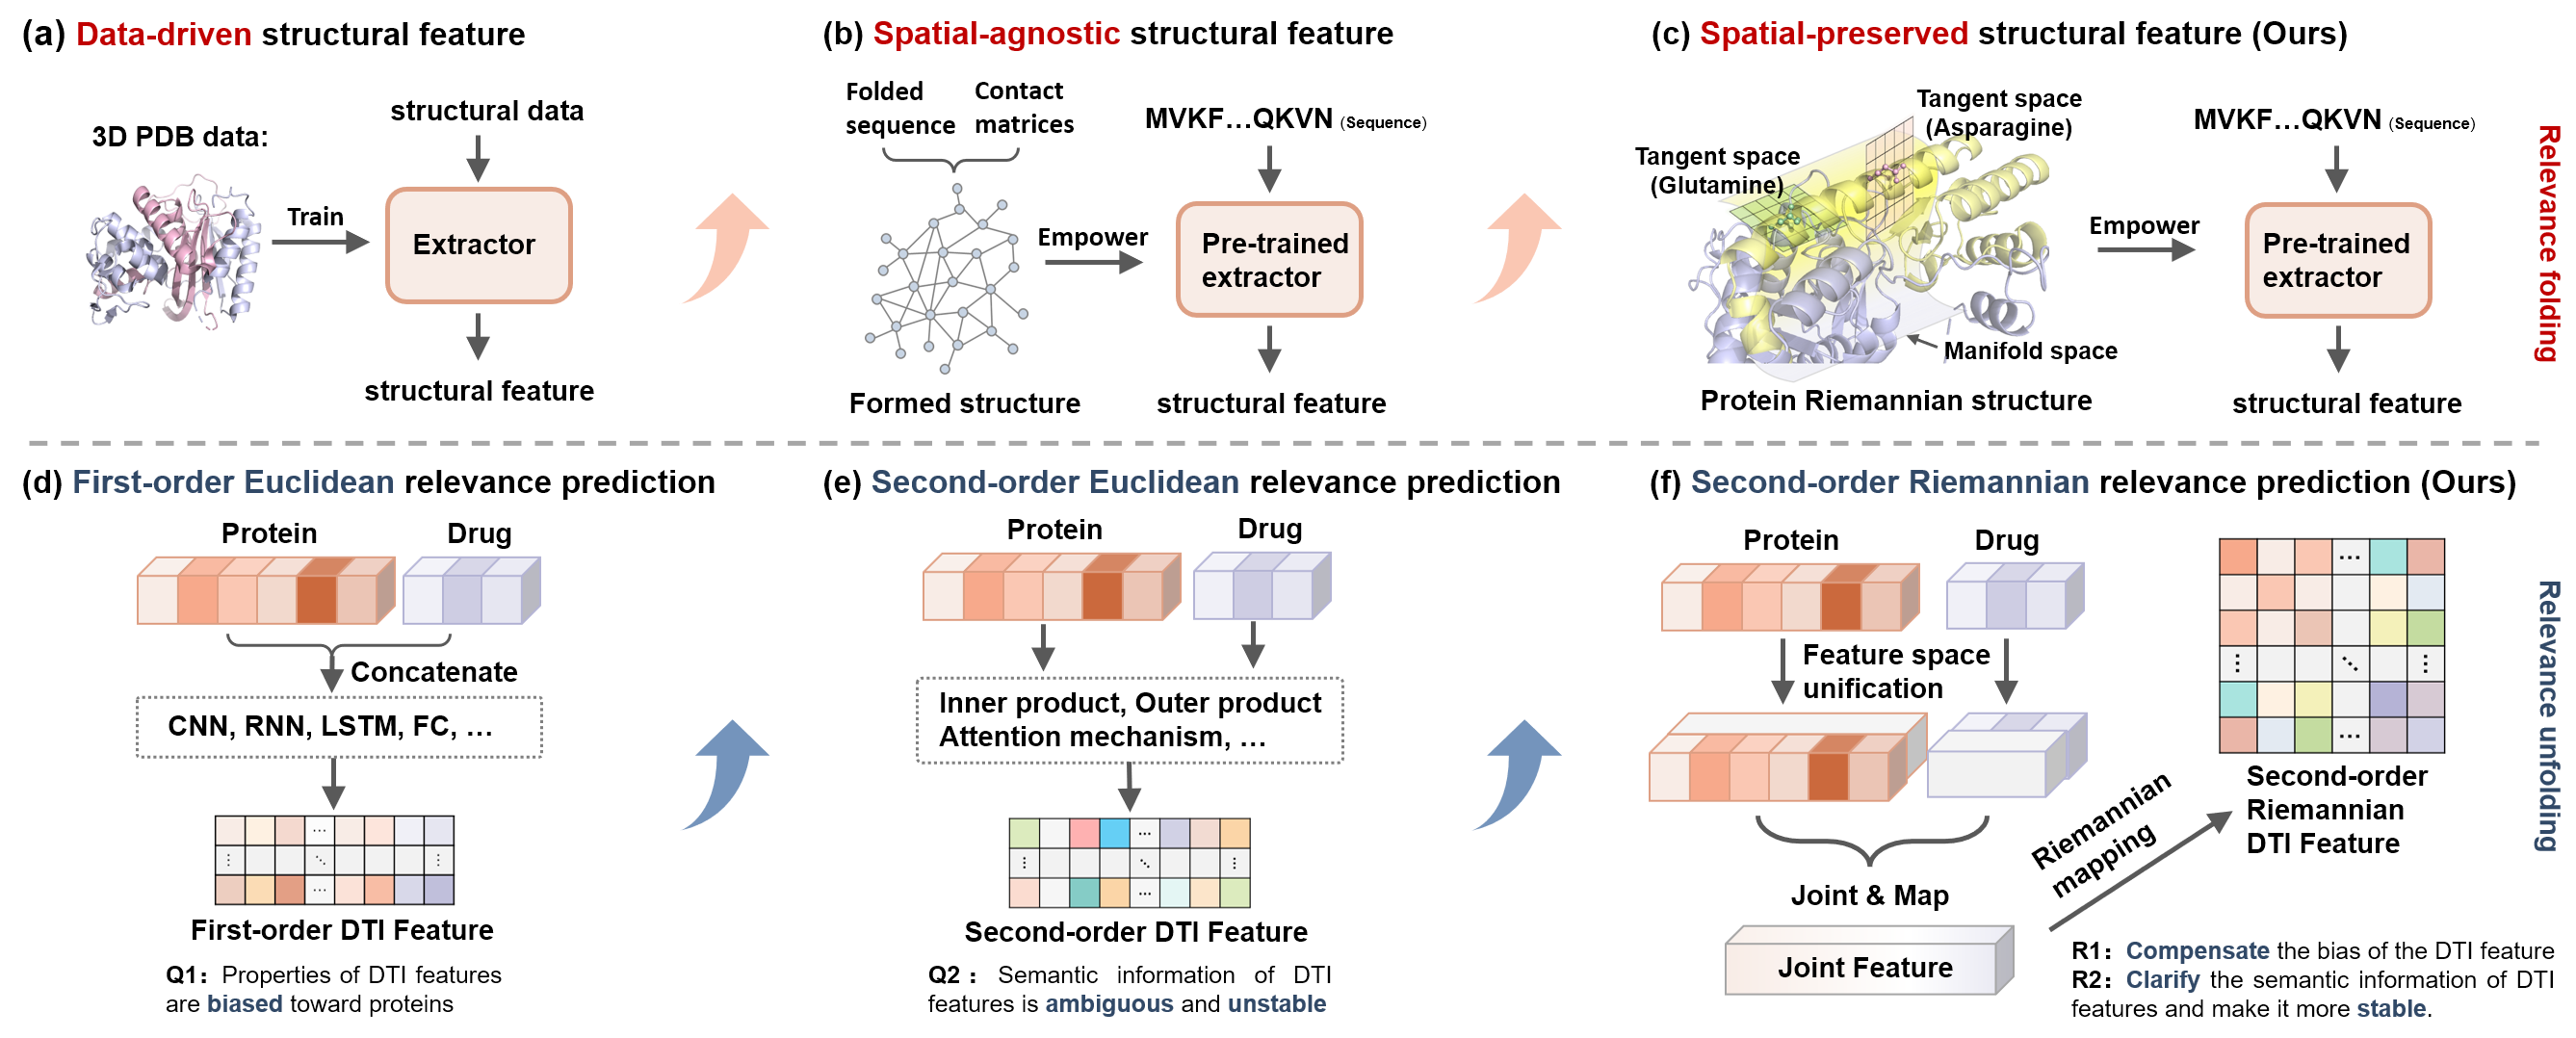 (a) Data-driven structural feature
3D PDB data:
Train
structural data
Extractor
structural feature
(b) Spatial-agnostic structural feature
Folded
sequence
Contact
matrices
Formed structure
Empower
MVKF…QKVN (Sequence)
Pre-trained
extractor
structural feature
(c) Spatial-preserved structural feature (Ours)
Tangent space
(Asparagine)
Tangent space
(Glutamine)
Manifold space
Protein Riemannian structure
Empower
MVKF…QKVN (Sequence)
Pre-trained
extractor
structural feature
Relevance folding
(d) First-order Euclidean relevance prediction
Protein
Drug
Concatenate
CNN, RNN, LSTM, FC, …
First-order DTI Feature
Q1: Properties of DTI features
are biased toward proteins
(e) Second-order Euclidean relevance prediction
Protein
Drug
Inner product, Outer product
Attention mechanism, …
Second-order DTI Feature
Q2: Semantic information of DTI
features is ambiguous and unstable
(f) Second-order Riemannian relevance prediction (Ours)
Protein
Drug
Feature space
unification
Joint & Map
Joint Feature
Riemannian
mapping
Second-order
Riemannian
DTI Feature
R1: Compensate the bias of the DTI feature
R2: Clarify the semantic information of DTI
features and make it more stable.
Relevance unfolding